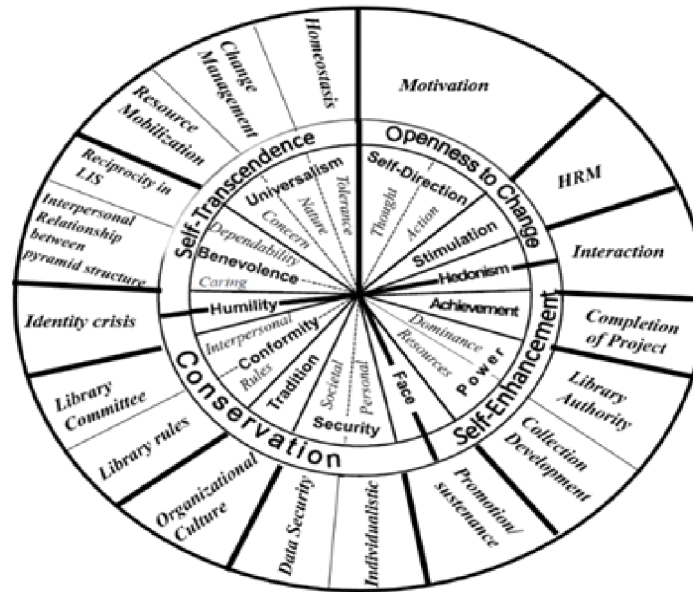 Homeostasis
Change
Management
Resource
Mobilization
Reciprocity in
LIS
Interpersonal
Relationship
between
pyramid structure
Identity crisis
Library
Committee
Library rules
Organizational
Culture
Data Security
Individualistic
Promotion/
sustenance
Collection
Development
Library
Authority
Completion
of Project
Interaction
HRM
Motivation
Self-Transcendence
Openness to Change
Self-Enhancement
Conservation
Universalism
Tolerance
Nature
Concern
Dependability
Benevolence
Caring
Humility
Interpersonal
Conformity
Rules
Tradition
Societal
Security
Personal
Face
Power
Resources
Dominance
Achievement
Hedonism
Stimulation
Self-Direction
Action
Thought